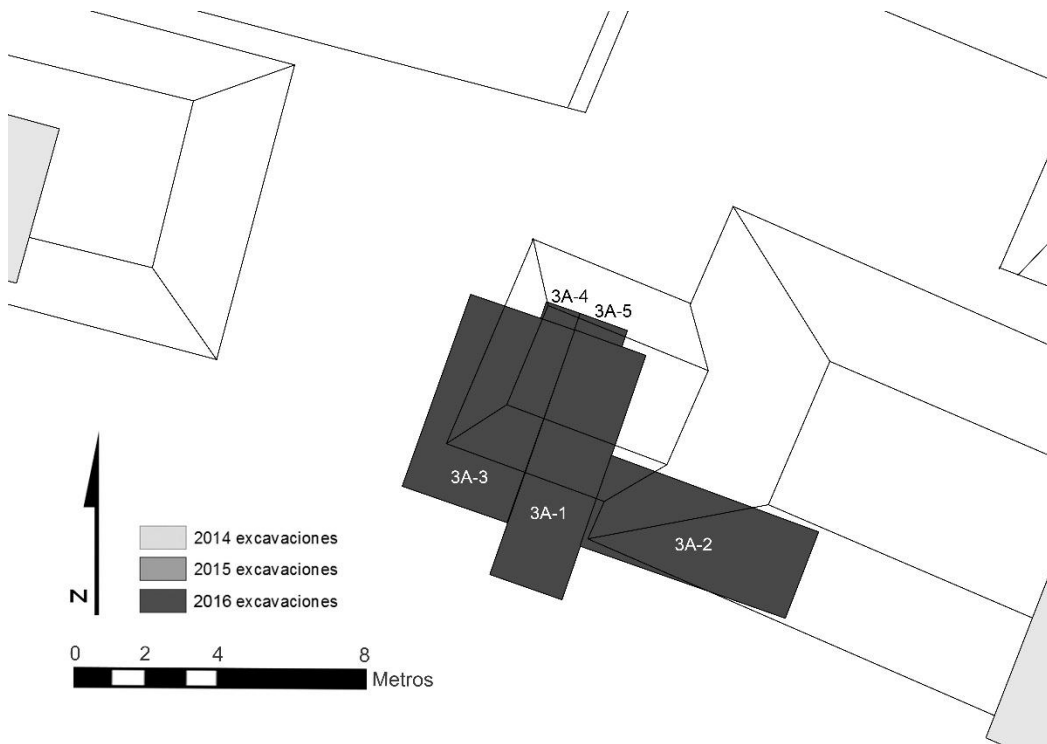 3A-4
3A-5
3A-3
3A-1
3A-2
2014 excavaciones
2015 excavaciones
2016 excavaciones
N
0 2 4 8
Metros